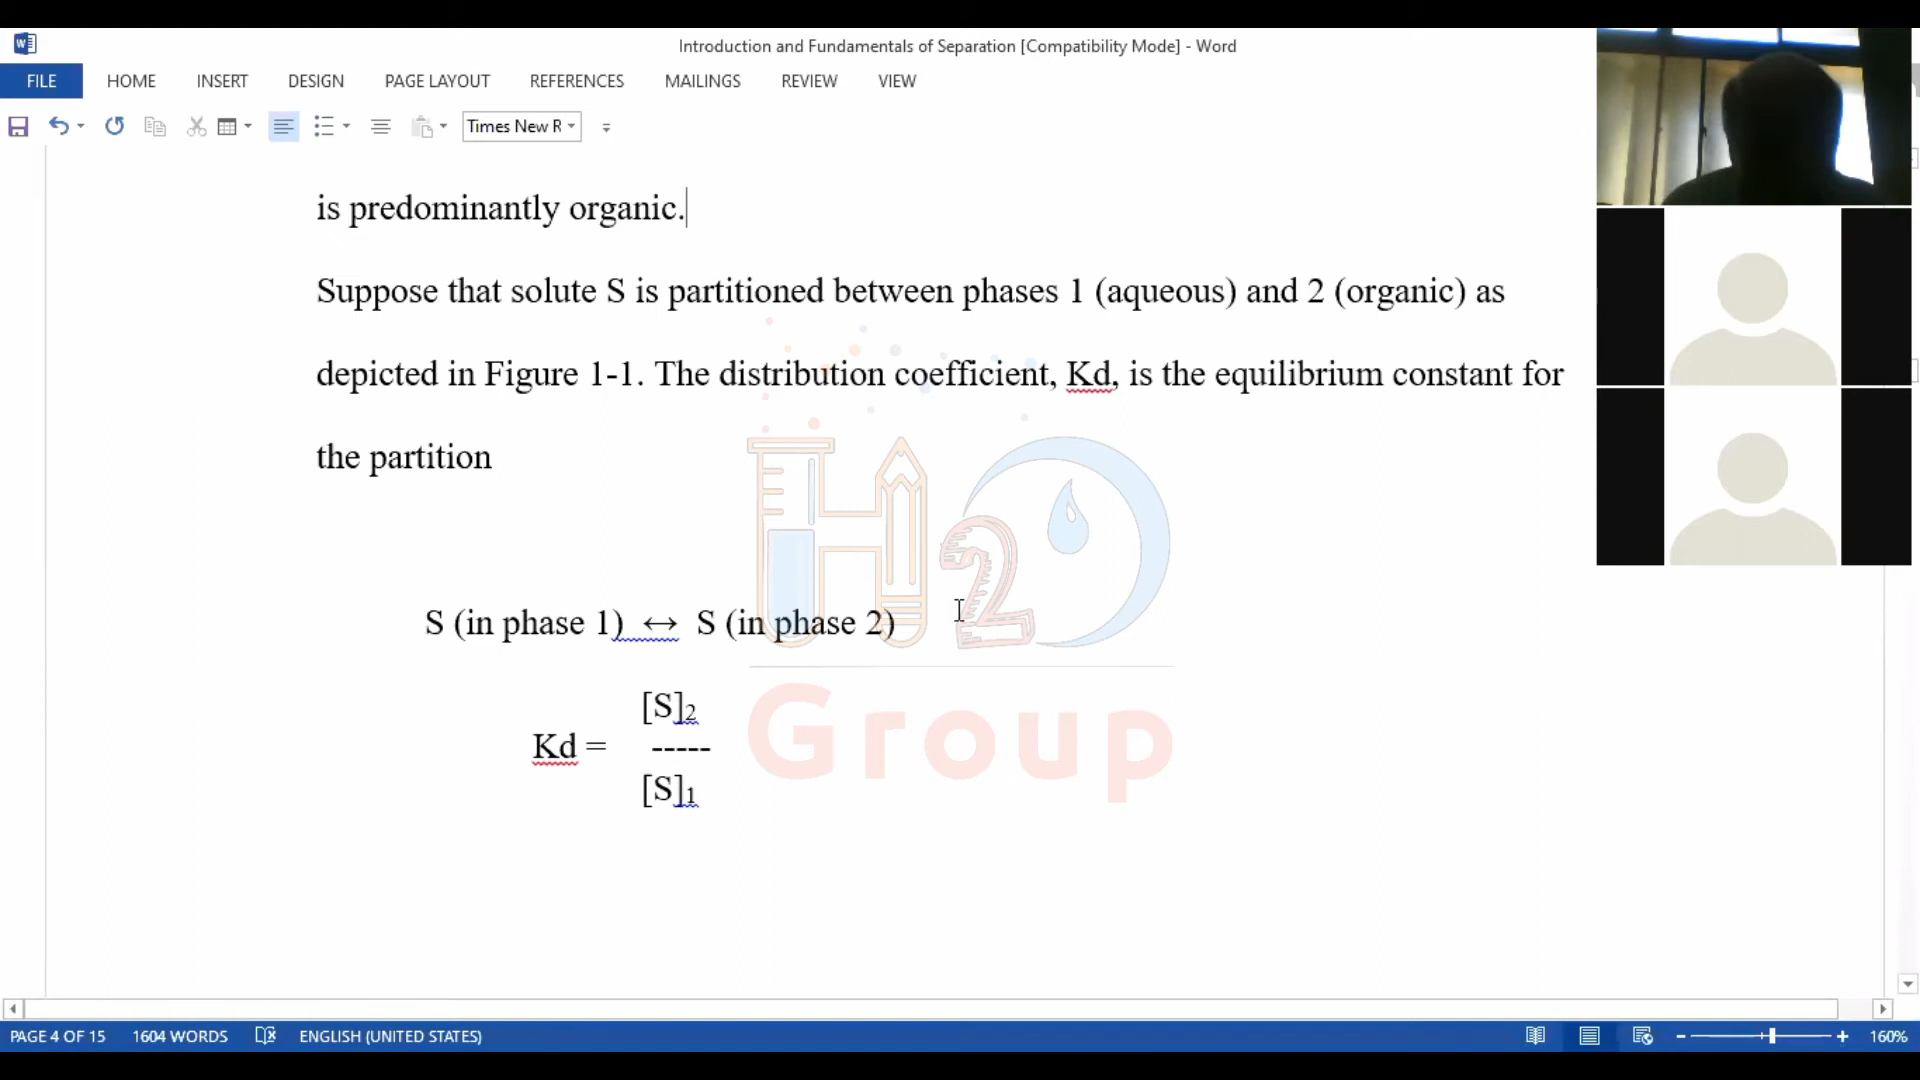 Introduction and Fundamentals of Separation [Compatibility Mode] - Word
FILE HOME INSERT DESIGN PAGE LAYOUT REFERENCES MAILINGS REVIEW VIEW
Times New R
is predominantly organic.
Suppose that solute S is partitioned between phases 1 (aqueous) and 2 (organic) as
depicted in Figure 1-1. The distribution coefficient, Kd, is the equilibrium constant for
the partition
H2O
S (in phase 1) ↔ S (in phase 2)
Group
[S]2
Kd = -----
[S]1
PAGE 4 OF 15 1604 WORDS ENGLISH (UNITED STATES) 160%